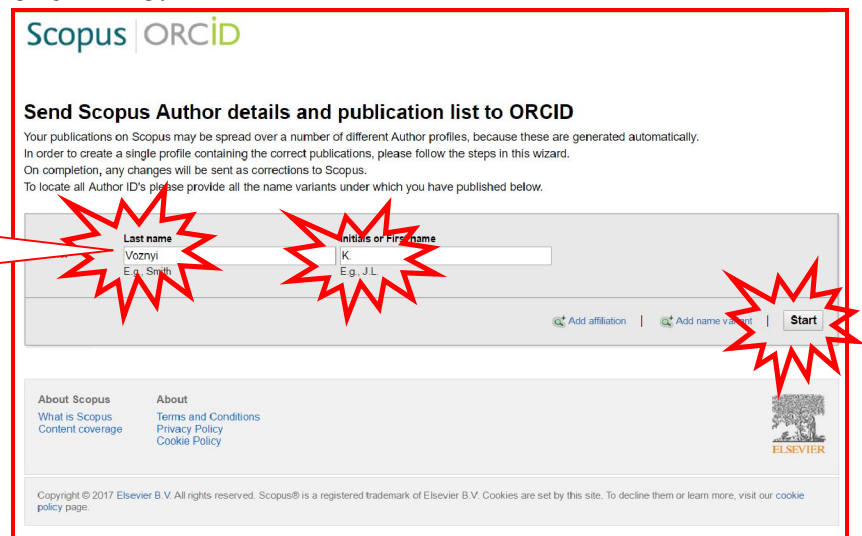 Scopus | ORCID
Send Scopus Author details and publication list to ORCID
Your publications on Scopus may be spread over a number of different Author profiles, because these are generated automatically.
In order to create a single profile containing the correct publications, please follow the steps in this wizard.
On completion, any changes will be sent as corrections to Scopus.
To locate all Author ID's please provide all the name variants under which you have published below.
Last name Initials or First name
Voznyi K.
E.g., Smith E.g., J.L.
Add affiliation | Add name variant | Start
About Scopus About
What is Scopus Terms and Conditions
Content coverage Privacy Policy
Cookie Policy
ELSEVIER
Copyright © 2017 Elsevier B.V. All rights reserved. Scopus® is a registered trademark of Elsevier B.V. Cookies are set by this site. To decline them or learn more, visit our cookie
policy page.